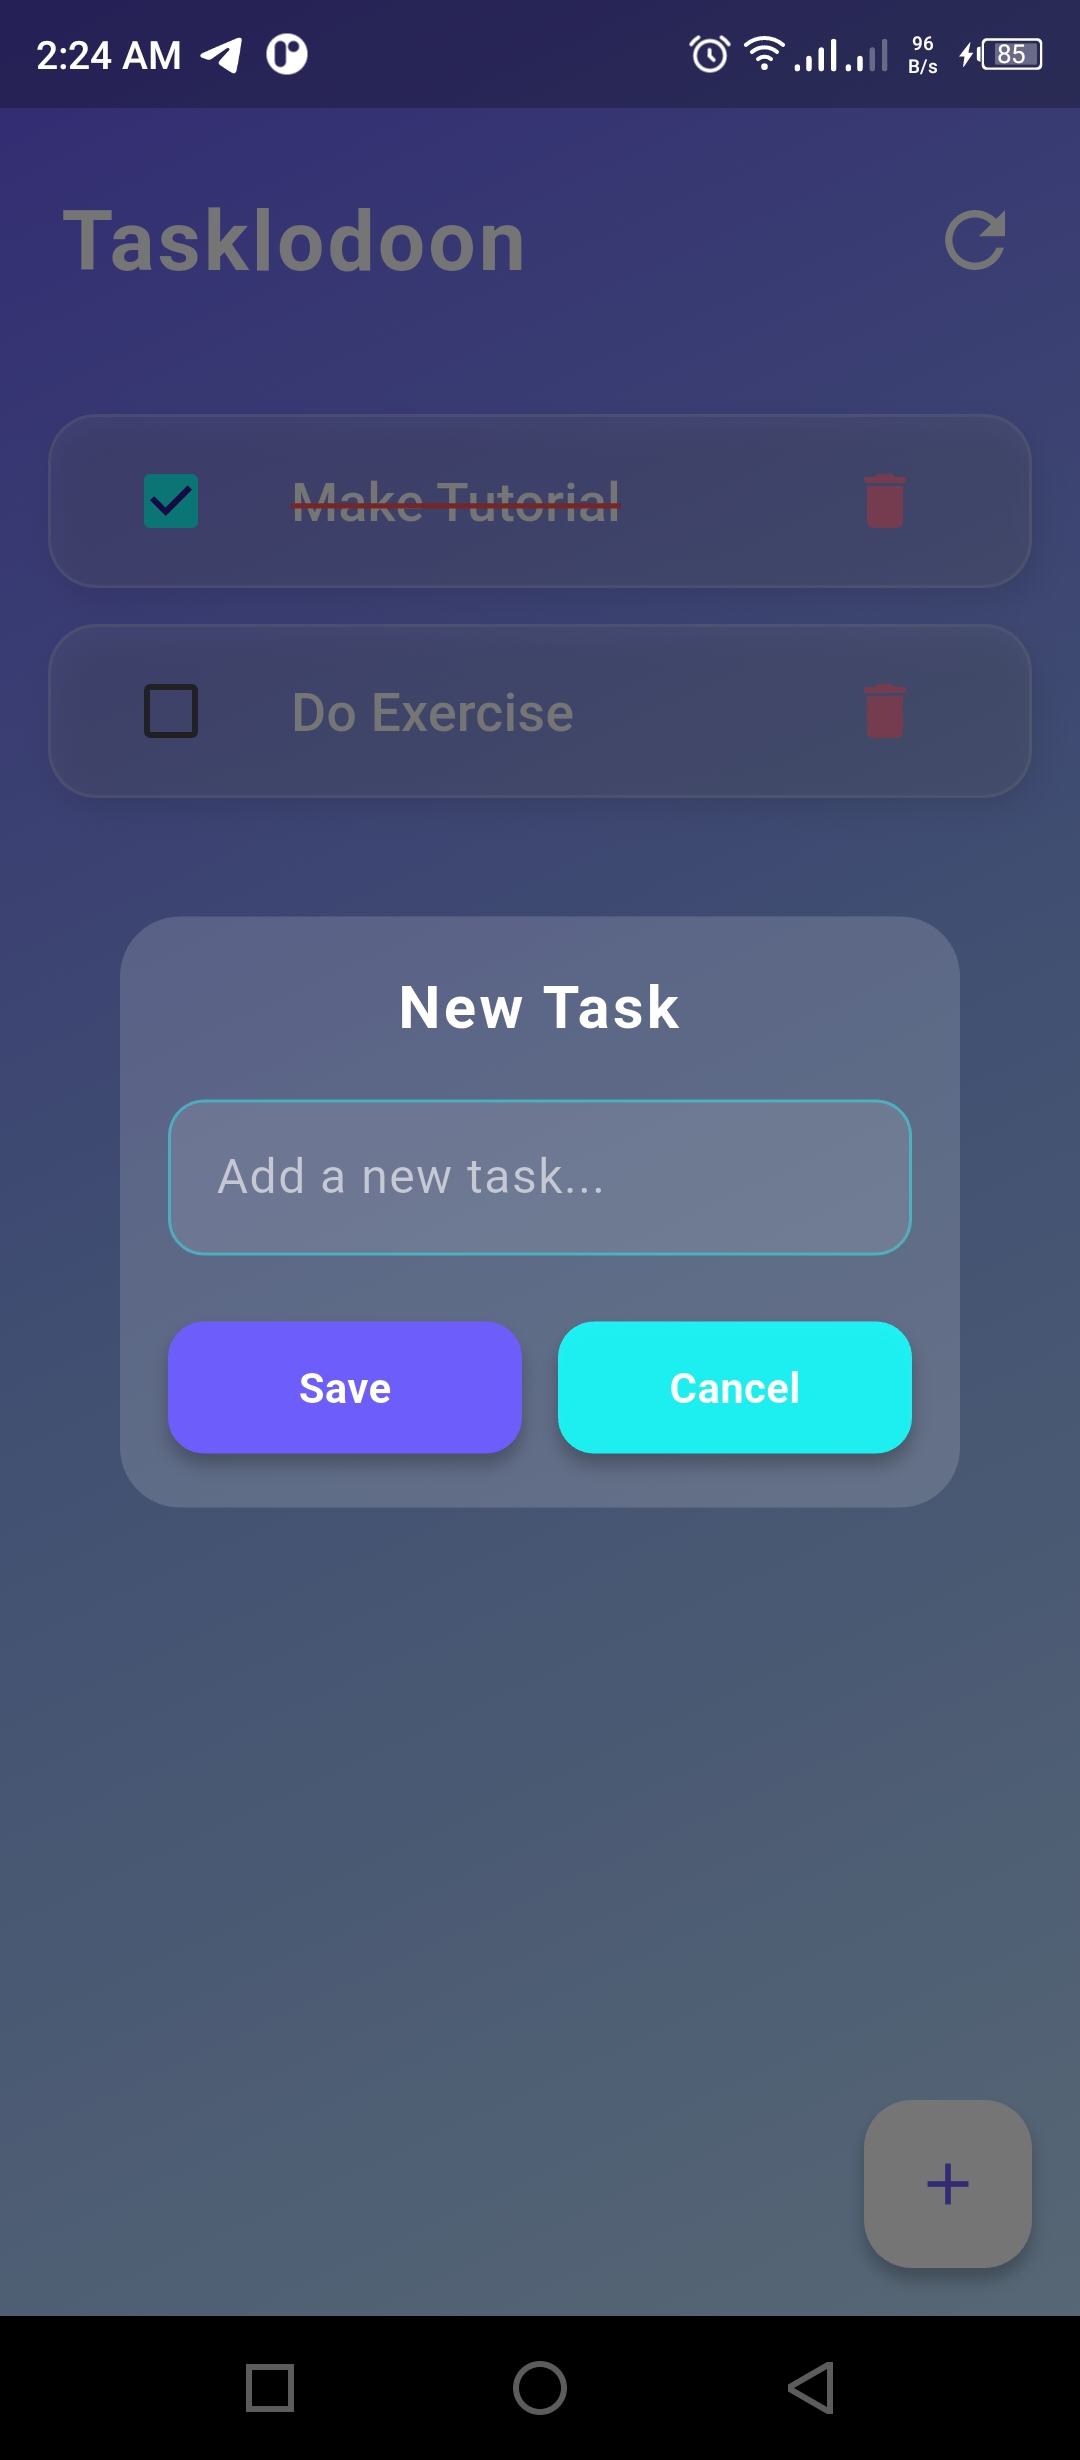 2:24 AM 96 B/s 85
Tasklodoon
Make Tutorial
Do Exercise
New Task
Add a new task...
Save Cancel
+